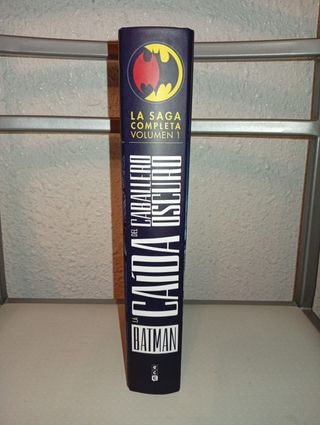 LA SAGA
COMPLETA
VOLUMEN 1
BATMAN
LA CAÍDA DEL CABALLERO OSCURO